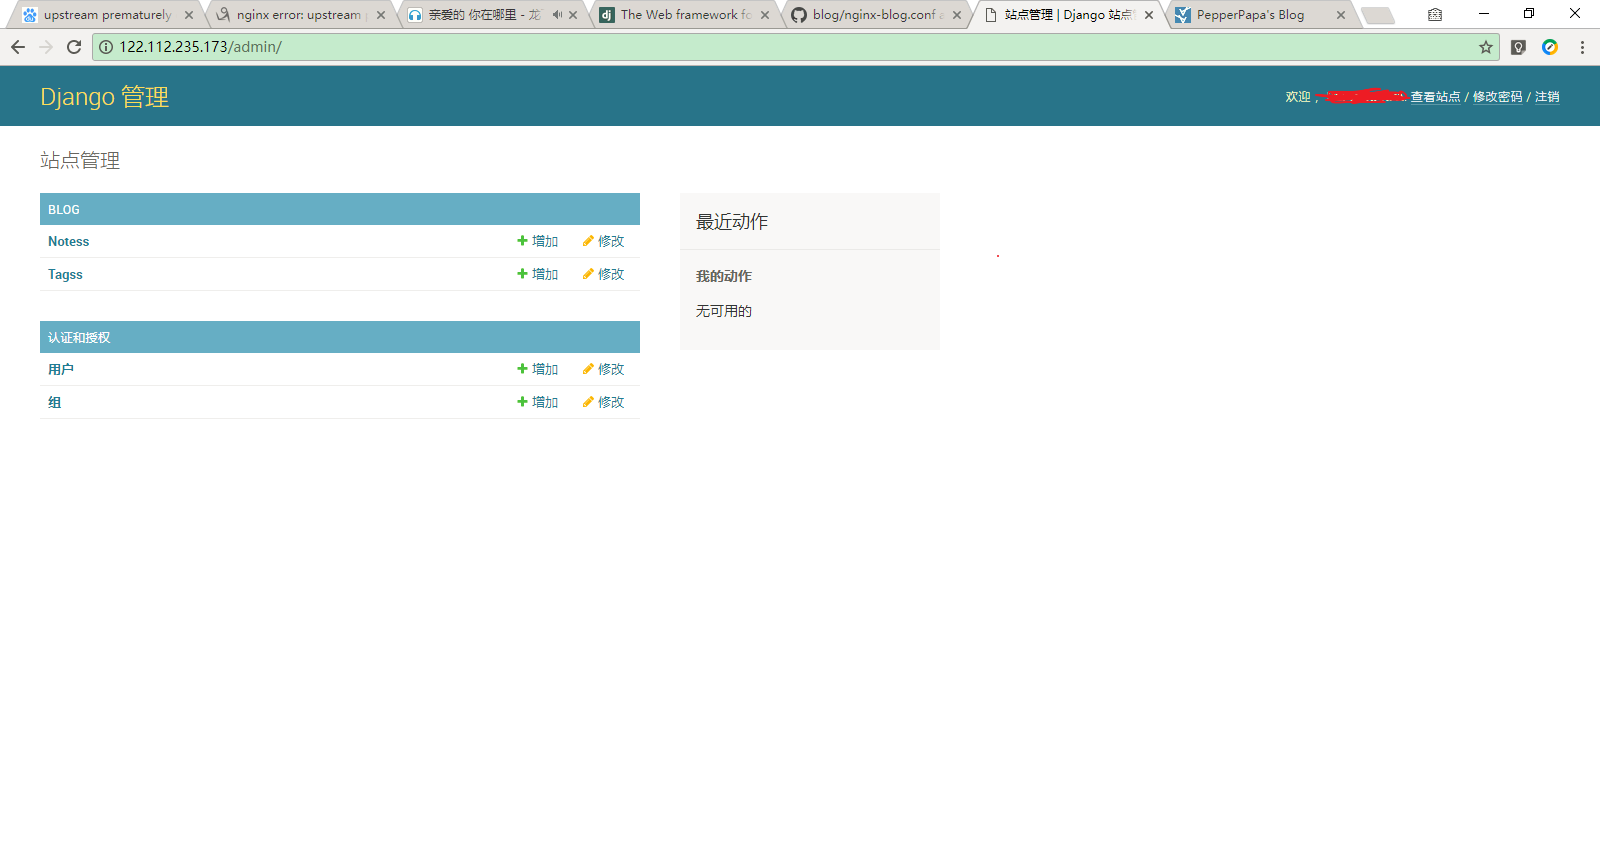 upstream prematurely
nginx error: upstream
亲爱的 你在哪里 - 龙
The Web framework fo
blog/nginx-blog.conf
站点管理 | Django 站点
PepperPapa's Blog
122.112.235.173/admin/
Django 管理
欢迎，
查看站点 / 修改密码 / 注销
站点管理
BLOG
Notess 增加 修改
Tagss 增加 修改
认证和授权
用户 增加 修改
组 增加 修改
最近动作
我的动作
无可用的